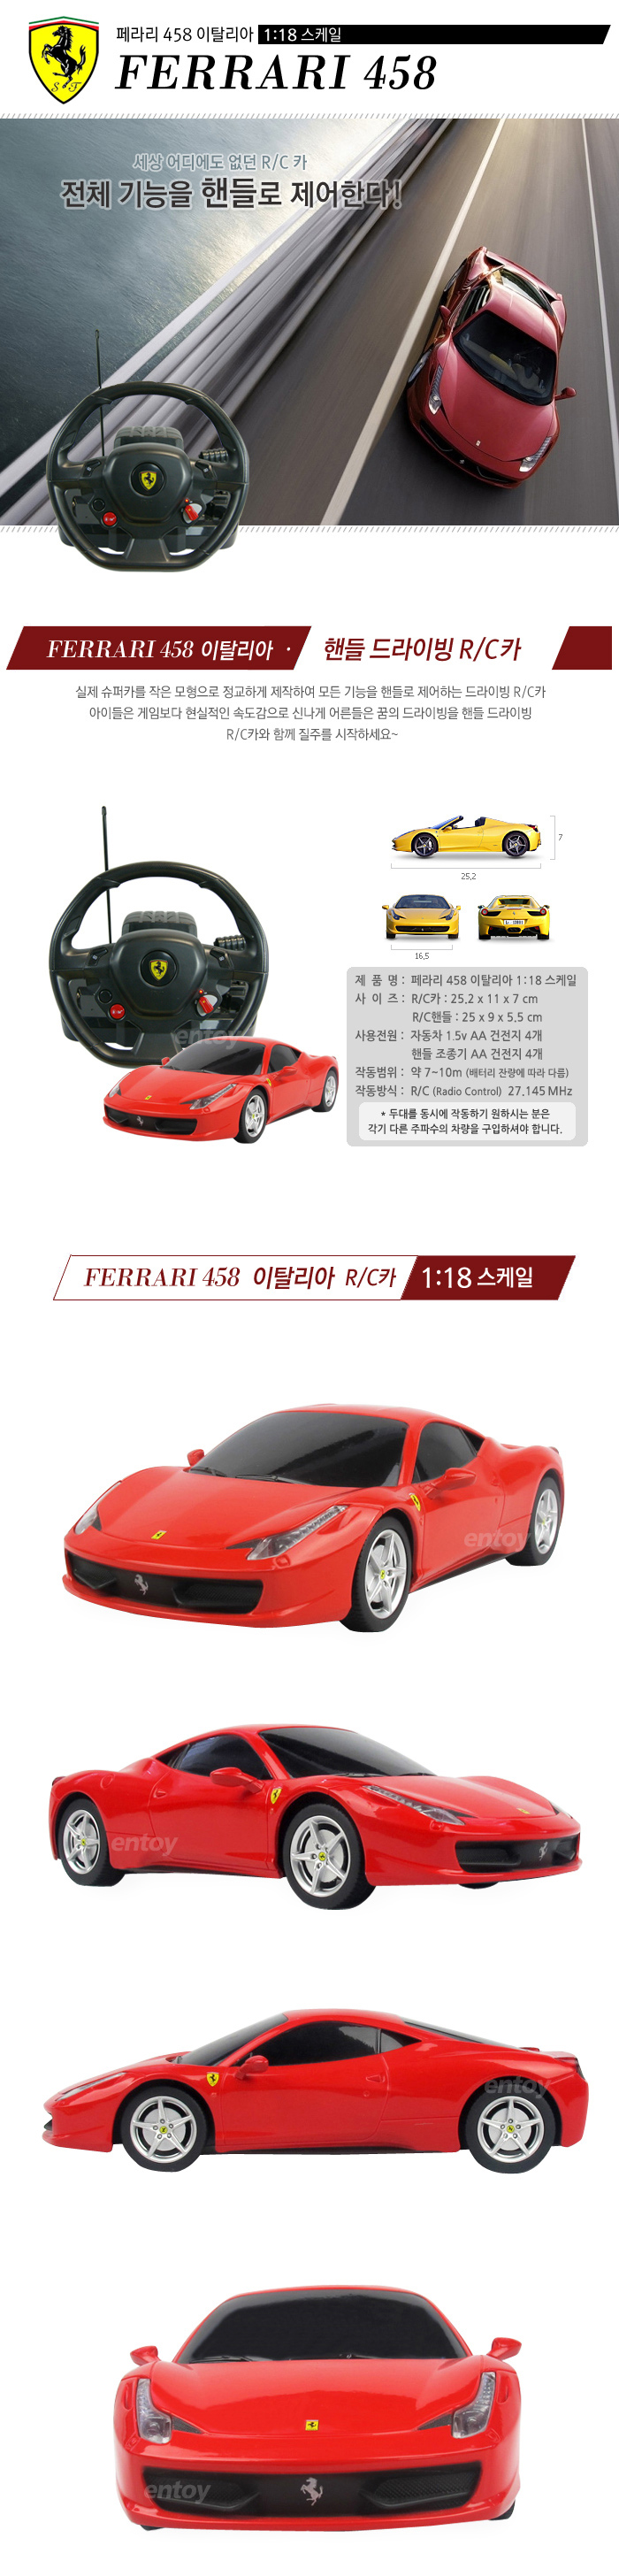 페라리 458 이탈리아 1:18 스케일
FERRARI 458
S F
세상 어디에도 없던 R/C 카
전체 기능을 핸들로 제어한다!
FERRARI 458 이탈리아 · 핸들 드라이빙 R/C카
실제 슈퍼카를 작은 모형으로 정교하게 제작하여 모든 기능을 핸들로 제어하는 드라이빙 R/C카
아이들은 게임보다 현실적인 속도감으로 신나게 어른들은 꿈의 드라이빙을 핸들 드라이빙
R/C카와 함께 질주를 시작하세요~
7
25,2
16,5
제 품 명 : 페라리 458 이탈리아 1:18 스케일
사 이 즈 : R/C카 : 25.2 x 11 x 7 cm
R/C핸들 : 25 x 9 x 5.5 cm
사용전원 : 자동차 1.5v AA 건전지 4개
핸들 조종기 AA 건전지 4개
작동범위 : 약 7~10m (배터리 잔량에 따라 다름)
작동방식 : R/C (Radio Control) 27.145 MHz
* 두대를 동시에 작동하기 원하시는 분은
각기 다른 주파수의 차량을 구입하셔야 합니다.
entoy
FERRARI 458 이탈리아 R/C카 1:18 스케일
entoy
entoy
entoy
entoy